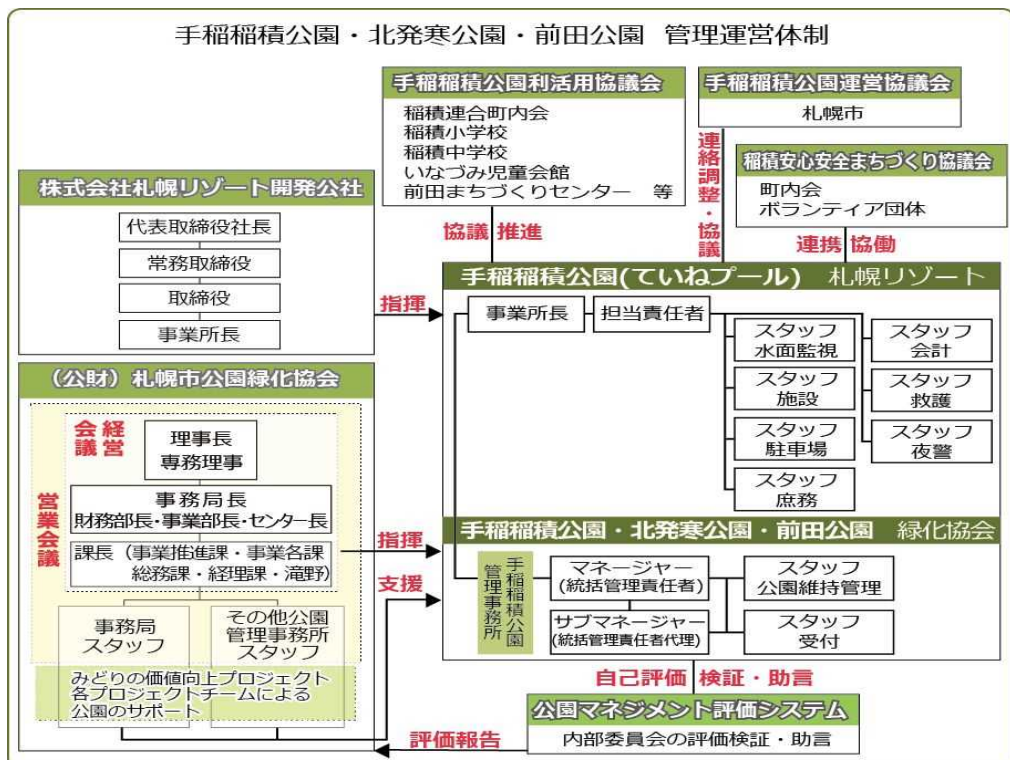 手稲稲積公園・北発寒公園・前田公園 管理運営体制
手稲稲積公園利活用協議会
稲積連合町内会
稲積小学校
稲積中学校
いなづみ児童会館
前田まちづくりセンター 等
手稲稲積公園運営協議会
札幌市
稲積安心安全まちづくり協議会
町内会
ボランティア団体
協議 推進
連絡調整・協議
連携 協働
株式会社札幌リゾート開発公社
代表取締役社長
常務取締役
取締役
事業所長
指揮
手稲稲積公園(ていねプール) 札幌リゾート
事業所長
担当責任者
スタッフ
水面監視
スタッフ
会計
スタッフ
施設
スタッフ
救護
スタッフ
駐車場
スタッフ
夜警
スタッフ
庶務
(公財)札幌市公園緑化協会
経営
会議
理事長
専務理事
営業会議
事務局長
財務部長・事業部長・センター長
課長(事業推進課・事業各課
総務課・経理課・滝野)
事務局
スタッフ
その他公園
管理事務所
スタッフ
みどりの価値向上プロジェクト
各プロジェクトチームによる
公園のサポート
指揮
支援
手稲稲積公園・北発寒公園・前田公園 緑化協会
手稲稲積公園
管理事務所
マネージャー
(統括管理責任者)
スタッフ
公園維持管理
サブマネージャー
(統括管理責任者代理)
スタッフ
受付
自己評価 検証・助言
公園マネジメント評価システム
内部委員会の評価検証・助言
評価報告